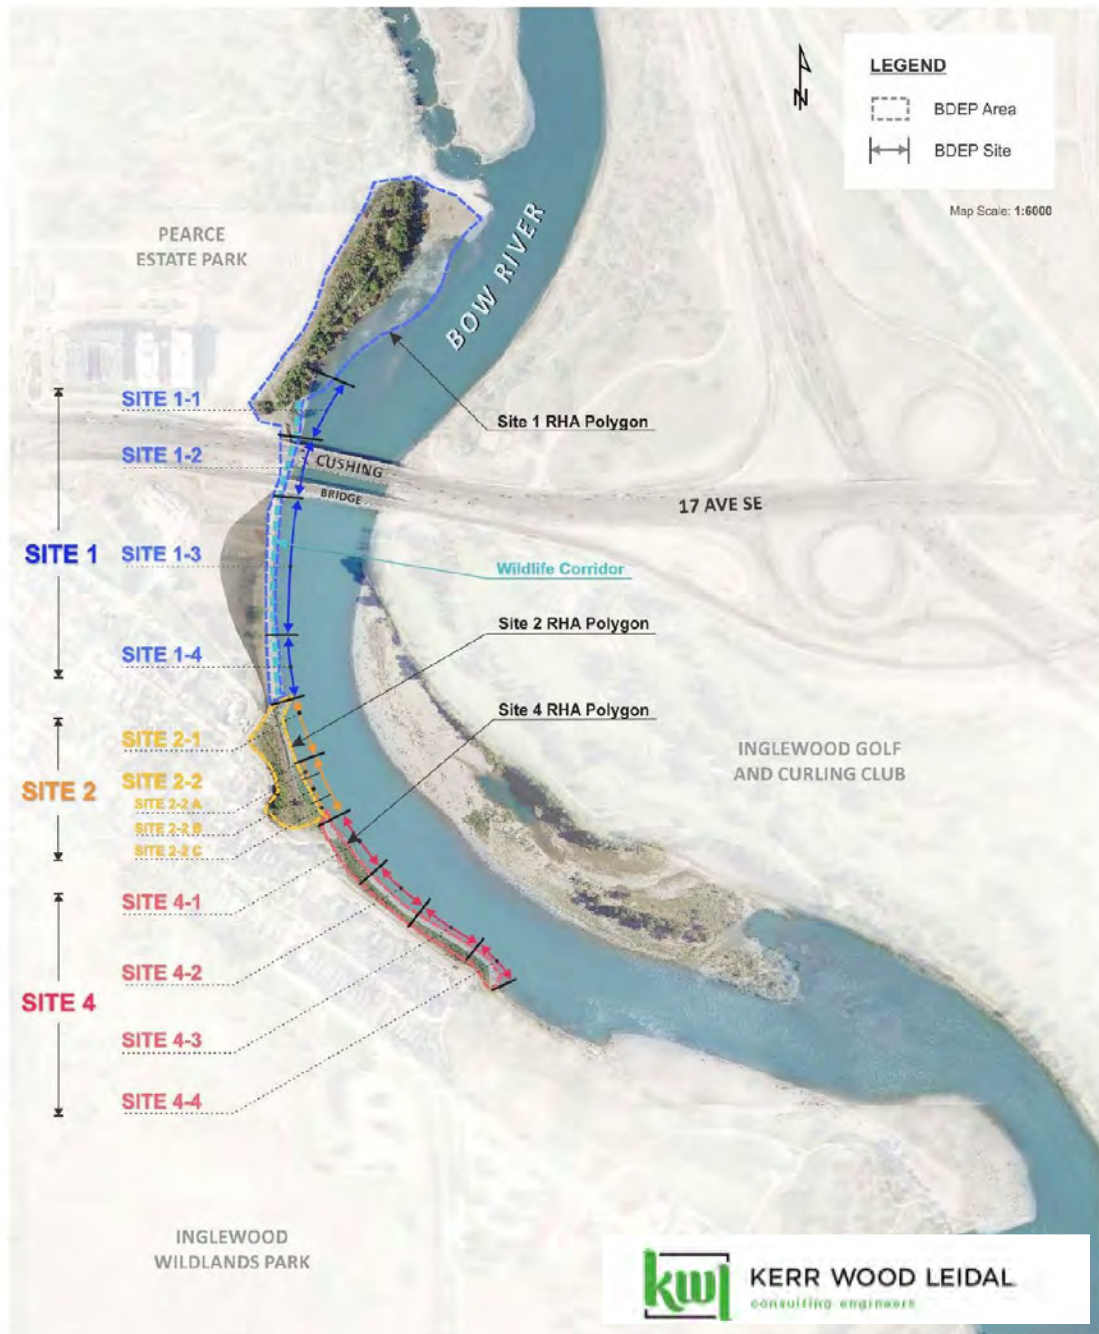 LEGEND
BDEP Area
BDEP Site
Map Scale: 1:6000
N
PEARCE
ESTATE PARK
BOW RIVER
SITE 1-1
Site 1 RHA Polygon
SITE 1-2
CUSHING
BRIDGE
17 AVE SE
SITE 1
SITE 1-3
Wildlife Corridor
Site 2 RHA Polygon
SITE 1-4
Site 4 RHA Polygon
SITE 2-1
INGLEWOOD GOLF
AND CURLING CLUB
SITE 2
SITE 2-2
SITE 2-2 A
SITE 2-2 B
SITE 2-2 C
SITE 4-1
SITE 4-2
SITE 4
SITE 4-3
SITE 4-4
INGLEWOOD
WILDLANDS PARK
kwl
KERR WOOD LEIDAL
consulting engineers